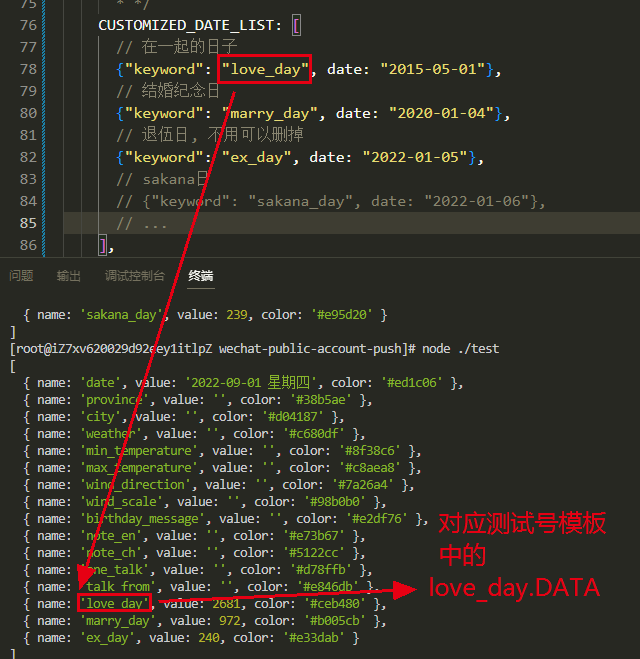 75 * */
76 CUSTOMIZED_DATE_LIST: [
77 // 在一起的日子
78 {"keyword": "love_day", date: "2015-05-01"},
79 // 结婚纪念日
80 {"keyword": "marry_day", date: "2020-01-04"},
81 // 退伍日, 不用可以删掉
82 {"keyword": "ex_day", date: "2022-01-05"},
83 // sakana日
84 // {"keyword": "sakana_day", date: "2022-01-06"},
85 // ...
86 ],
问题 输出 调试控制台 终端
{ name: 'sakana_day', value: 239, color: '#e95d20' }
]
[root@iZ7xv620029d92eey1itlpZ wechat-public-account-push]# node ./test
[
{ name: 'date', value: '2022-09-01 星期四', color: '#ed1c06' },
{ name: 'province', value: '', color: '#38b5ae' },
{ name: 'city', value: '', color: '#d04187' },
{ name: 'weather', value: '', color: '#c680df' },
{ name: 'min_temperature', value: '', color: '#8f38c6' },
{ name: 'max_temperature', value: '', color: '#c8aea8' },
{ name: 'wind_direction', value: '', color: '#7a26a4' },
{ name: 'wind_scale', value: '', color: '#98b0b0' },
{ name: 'birthday_message', value: '', color: '#e2df76' },
{ name: 'note_en', value: '', color: '#e73b67' },
{ name: 'note_ch', value: '', color: '#5122cc' },
{ name: 'one_talk', value: '', color: '#d78ffb' },
{ name: 'talk_from', value: '', color: '#e846db' },
{ name: 'love_day', value: 2681, color: '#ceb480' },
{ name: 'marry_day', value: 972, color: '#b005cb' },
{ name: 'ex_day', value: 240, color: '#e33dab' }
]
对应测试号模板
中的
love_day.DATA